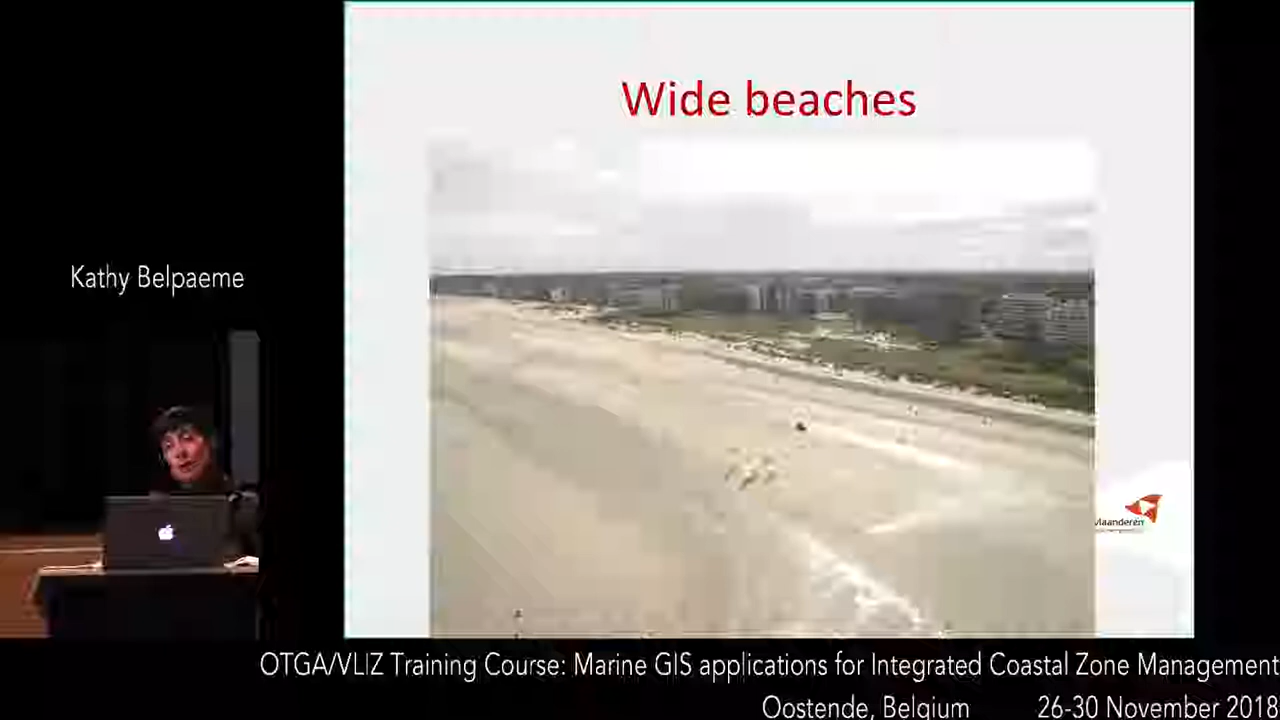 Wide beaches
Kathy Belpaeme
vlaanderen
OTGA/VLIZ Training Course: Marine GIS applications for Integrated Coastal Zone Management
Oostende, Belgium 26-30 November 2018